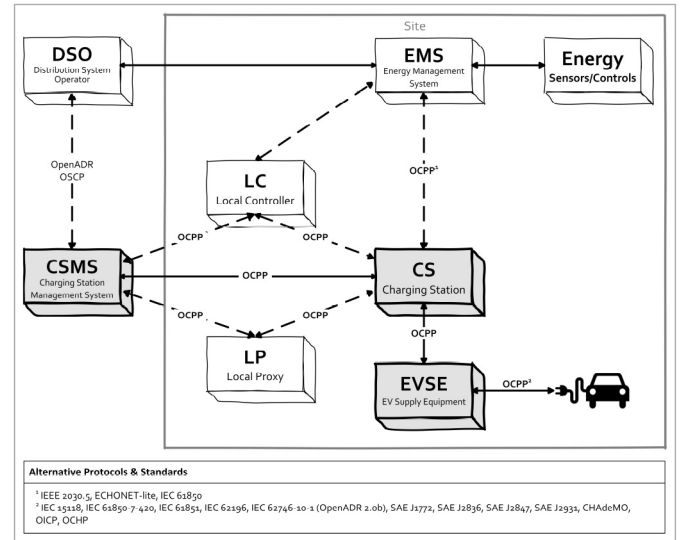 Site
DSO
Distribution System
Operator
EMS
Energy Management
System
Energy
Sensors/Controls
OpenADR
OSCP
OCPP¹
LC
Local Controller
OCPP
OCPP
CSMS
Charging Station
Management System
OCPP
CS
Charging Station
OCPP
OCPP
OCPP
LP
Local Proxy
EVSE
EV Supply Equipment
OCPP²
Alternative Protocols & Standards
¹ IEEE 2030.5, ECHONET-lite, IEC 61850
² IEC 15118, IEC 61850-7-420, IEC 61851, IEC 62196, IEC 62746-10-1 (OpenADR 2.0b), SAE J1772, SAE J2836, SAE J2847, SAE J2931, CHAdeMO,
OICP, OCHP